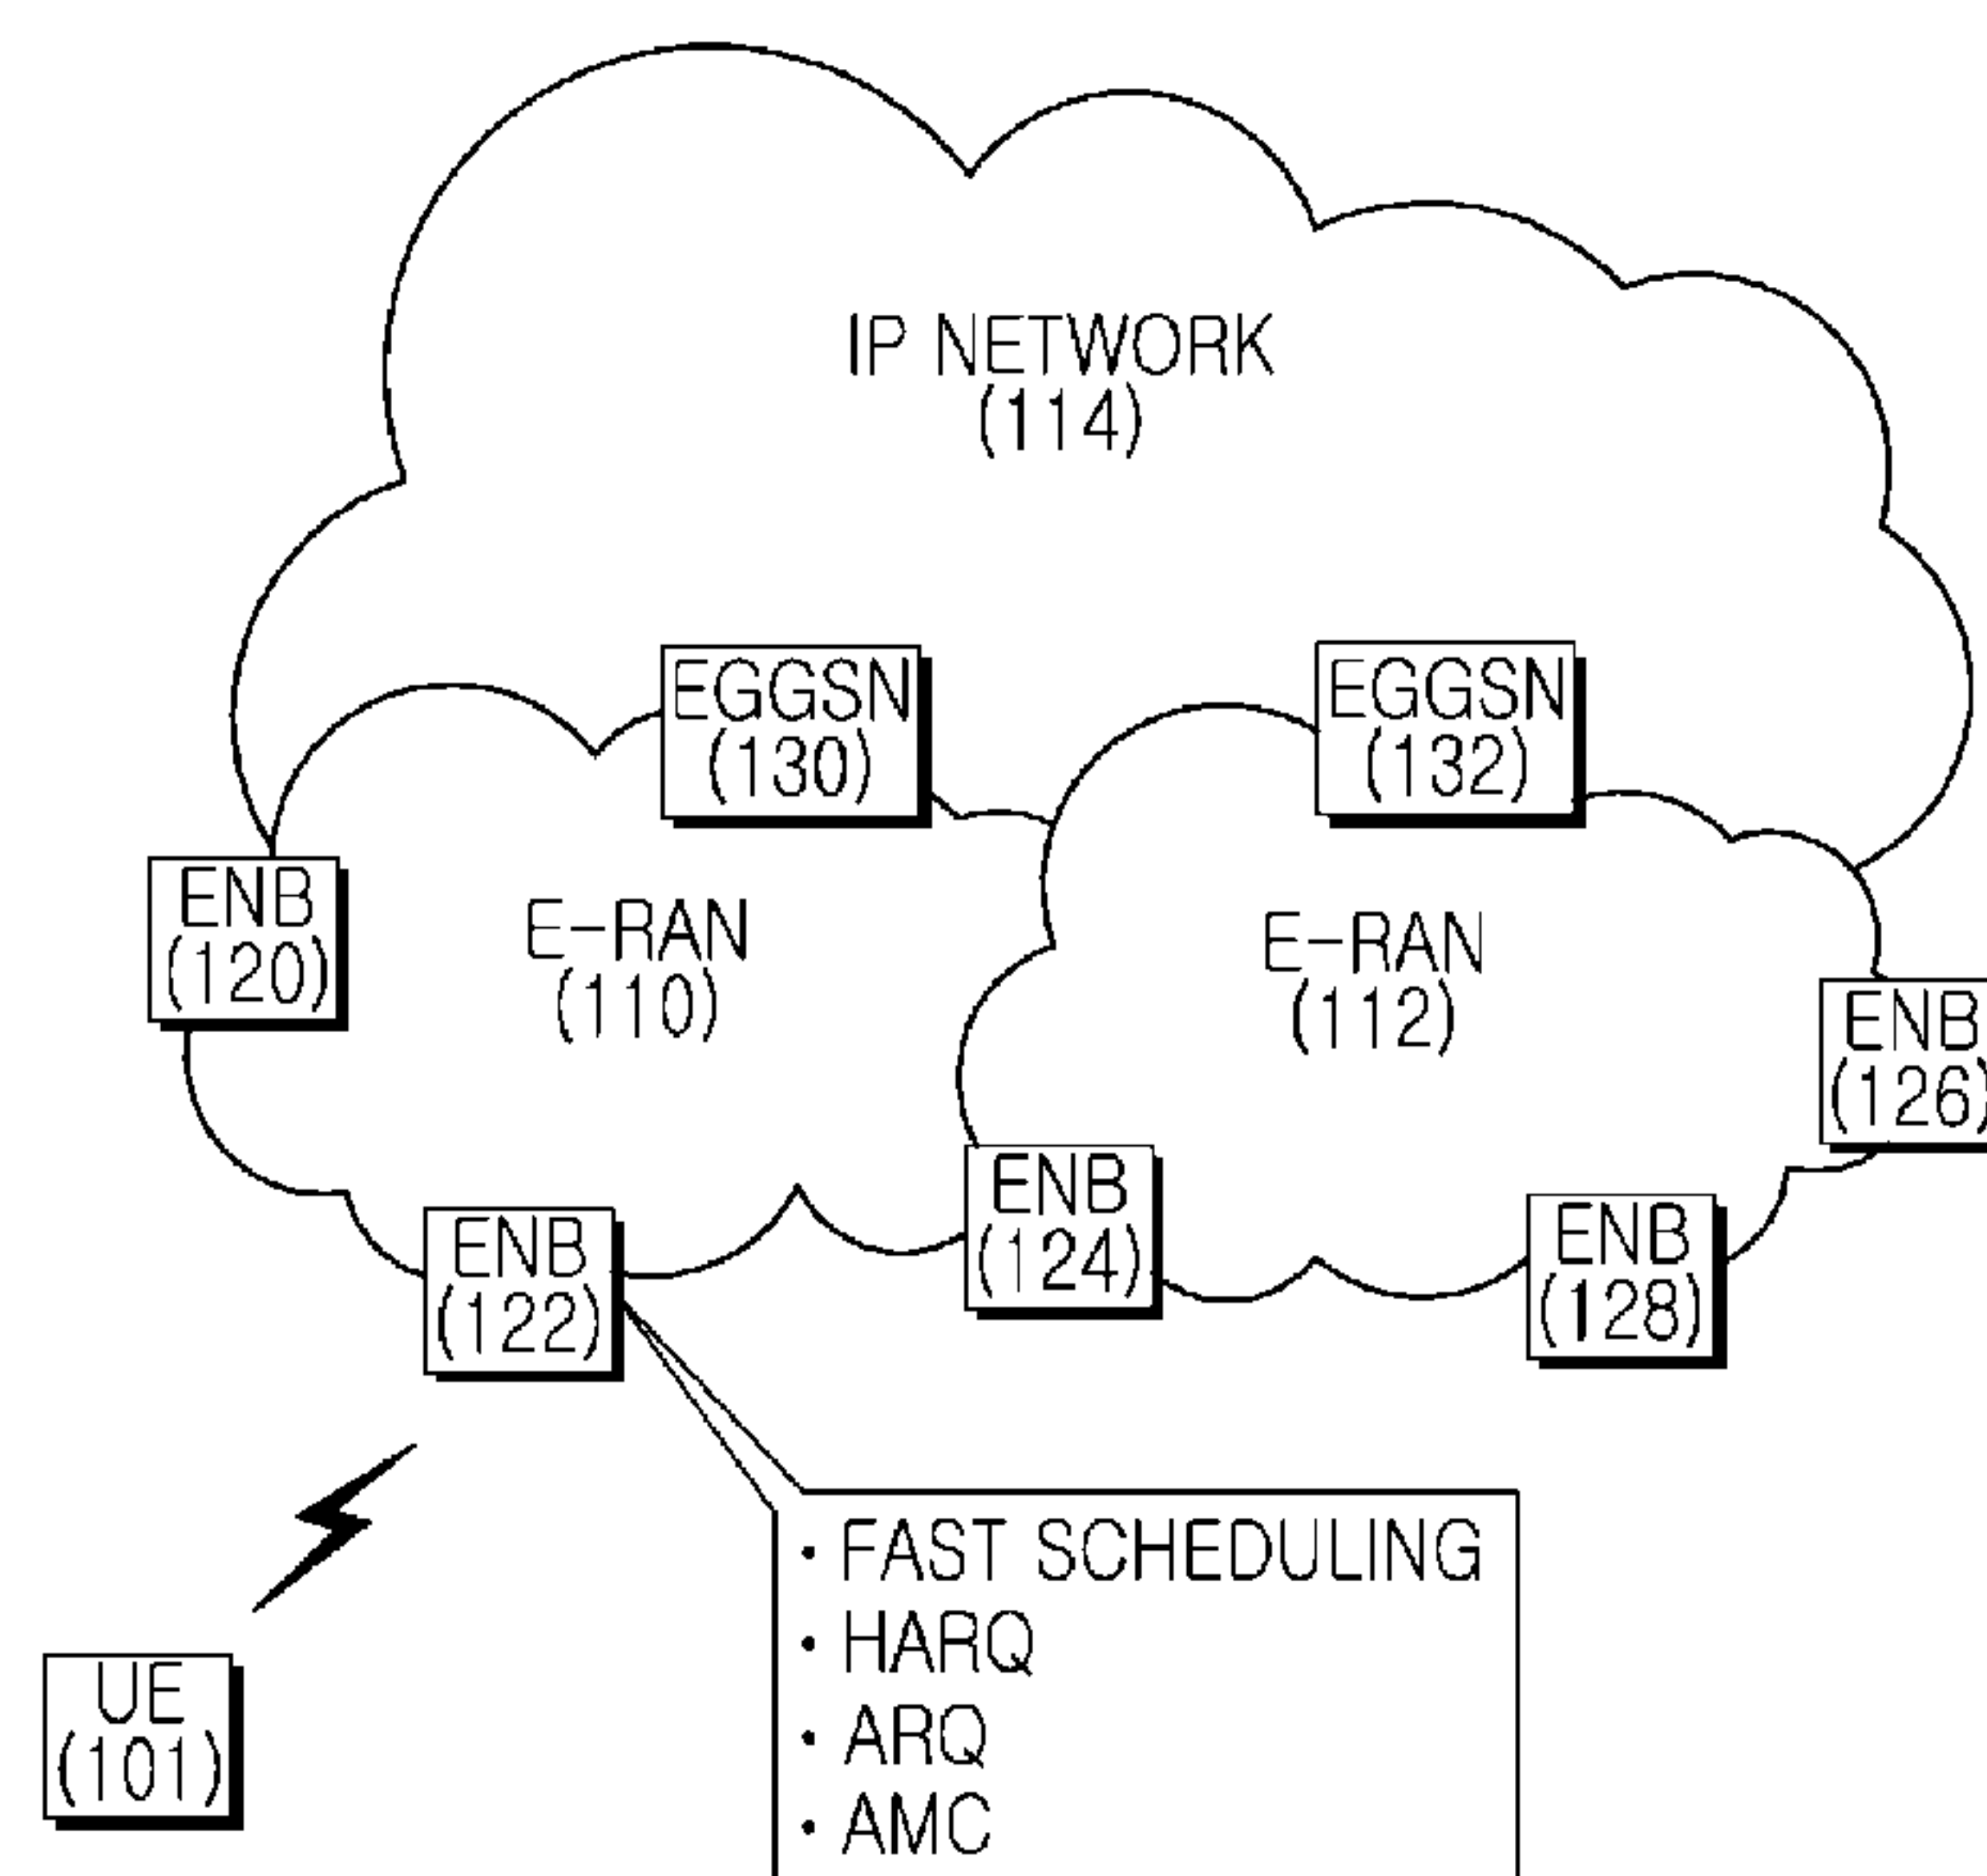 IP NETWORK
(114)
EGGSN
(130)
EGGSN
(132)
ENB
(120)
E-RAN
(110)
E-RAN
(112)
ENB
(126)
ENB
(124)
ENB
(122)
ENB
(128)
• FAST SCHEDULING
• HARQ
• ARQ
• AMC
UE
(101)